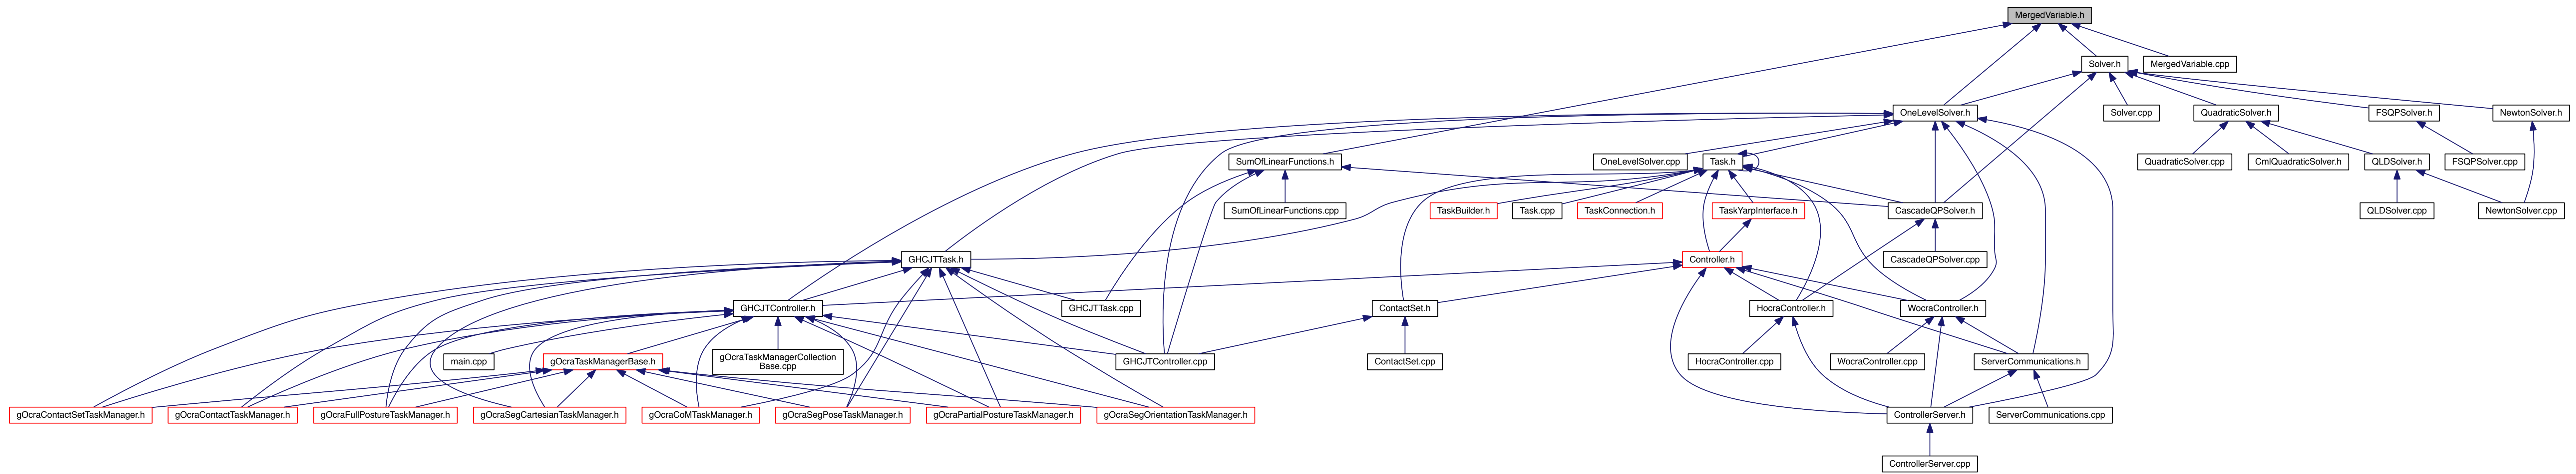 MergedVariable.h
Solver.h
MergedVariable.cpp
OneLevelSolver.h
Solver.cpp
QuadraticSolver.h
FSQPSolver.h
NewtonSolver.h
SumOfLinearFunctions.h
OneLevelSolver.cpp
Task.h
QuadraticSolver.cpp
CmlQuadraticSolver.h
QLDSolver.h
FSQPSolver.cpp
SumOfLinearFunctions.cpp
TaskBuilder.h
Task.cpp
TaskConnection.h
TaskYarpInterface.h
CascadeQPSolver.h
QLDSolver.cpp
NewtonSolver.cpp
GHCJTTask.h
Controller.h
CascadeQPSolver.cpp
GHCJTController.h
GHCJTTask.cpp
ContactSet.h
HocraController.h
WocraController.h
main.cpp
gOcraTaskManagerBase.h
gOcraTaskManagerCollection
Base.cpp
GHCJTController.cpp
ContactSet.cpp
HocraController.cpp
WocraController.cpp
ServerCommunications.h
gOcraContactSetTaskManager.h
gOcraContactTaskManager.h
gOcraFullPostureTaskManager.h
gOcraSegCartesianTaskManager.h
gOcraCoMTaskManager.h
gOcraSegPoseTaskManager.h
gOcraPartialPostureTaskManager.h
gOcraSegOrientationTaskManager.h
ControllerServer.h
ServerCommunications.cpp
ControllerServer.cpp